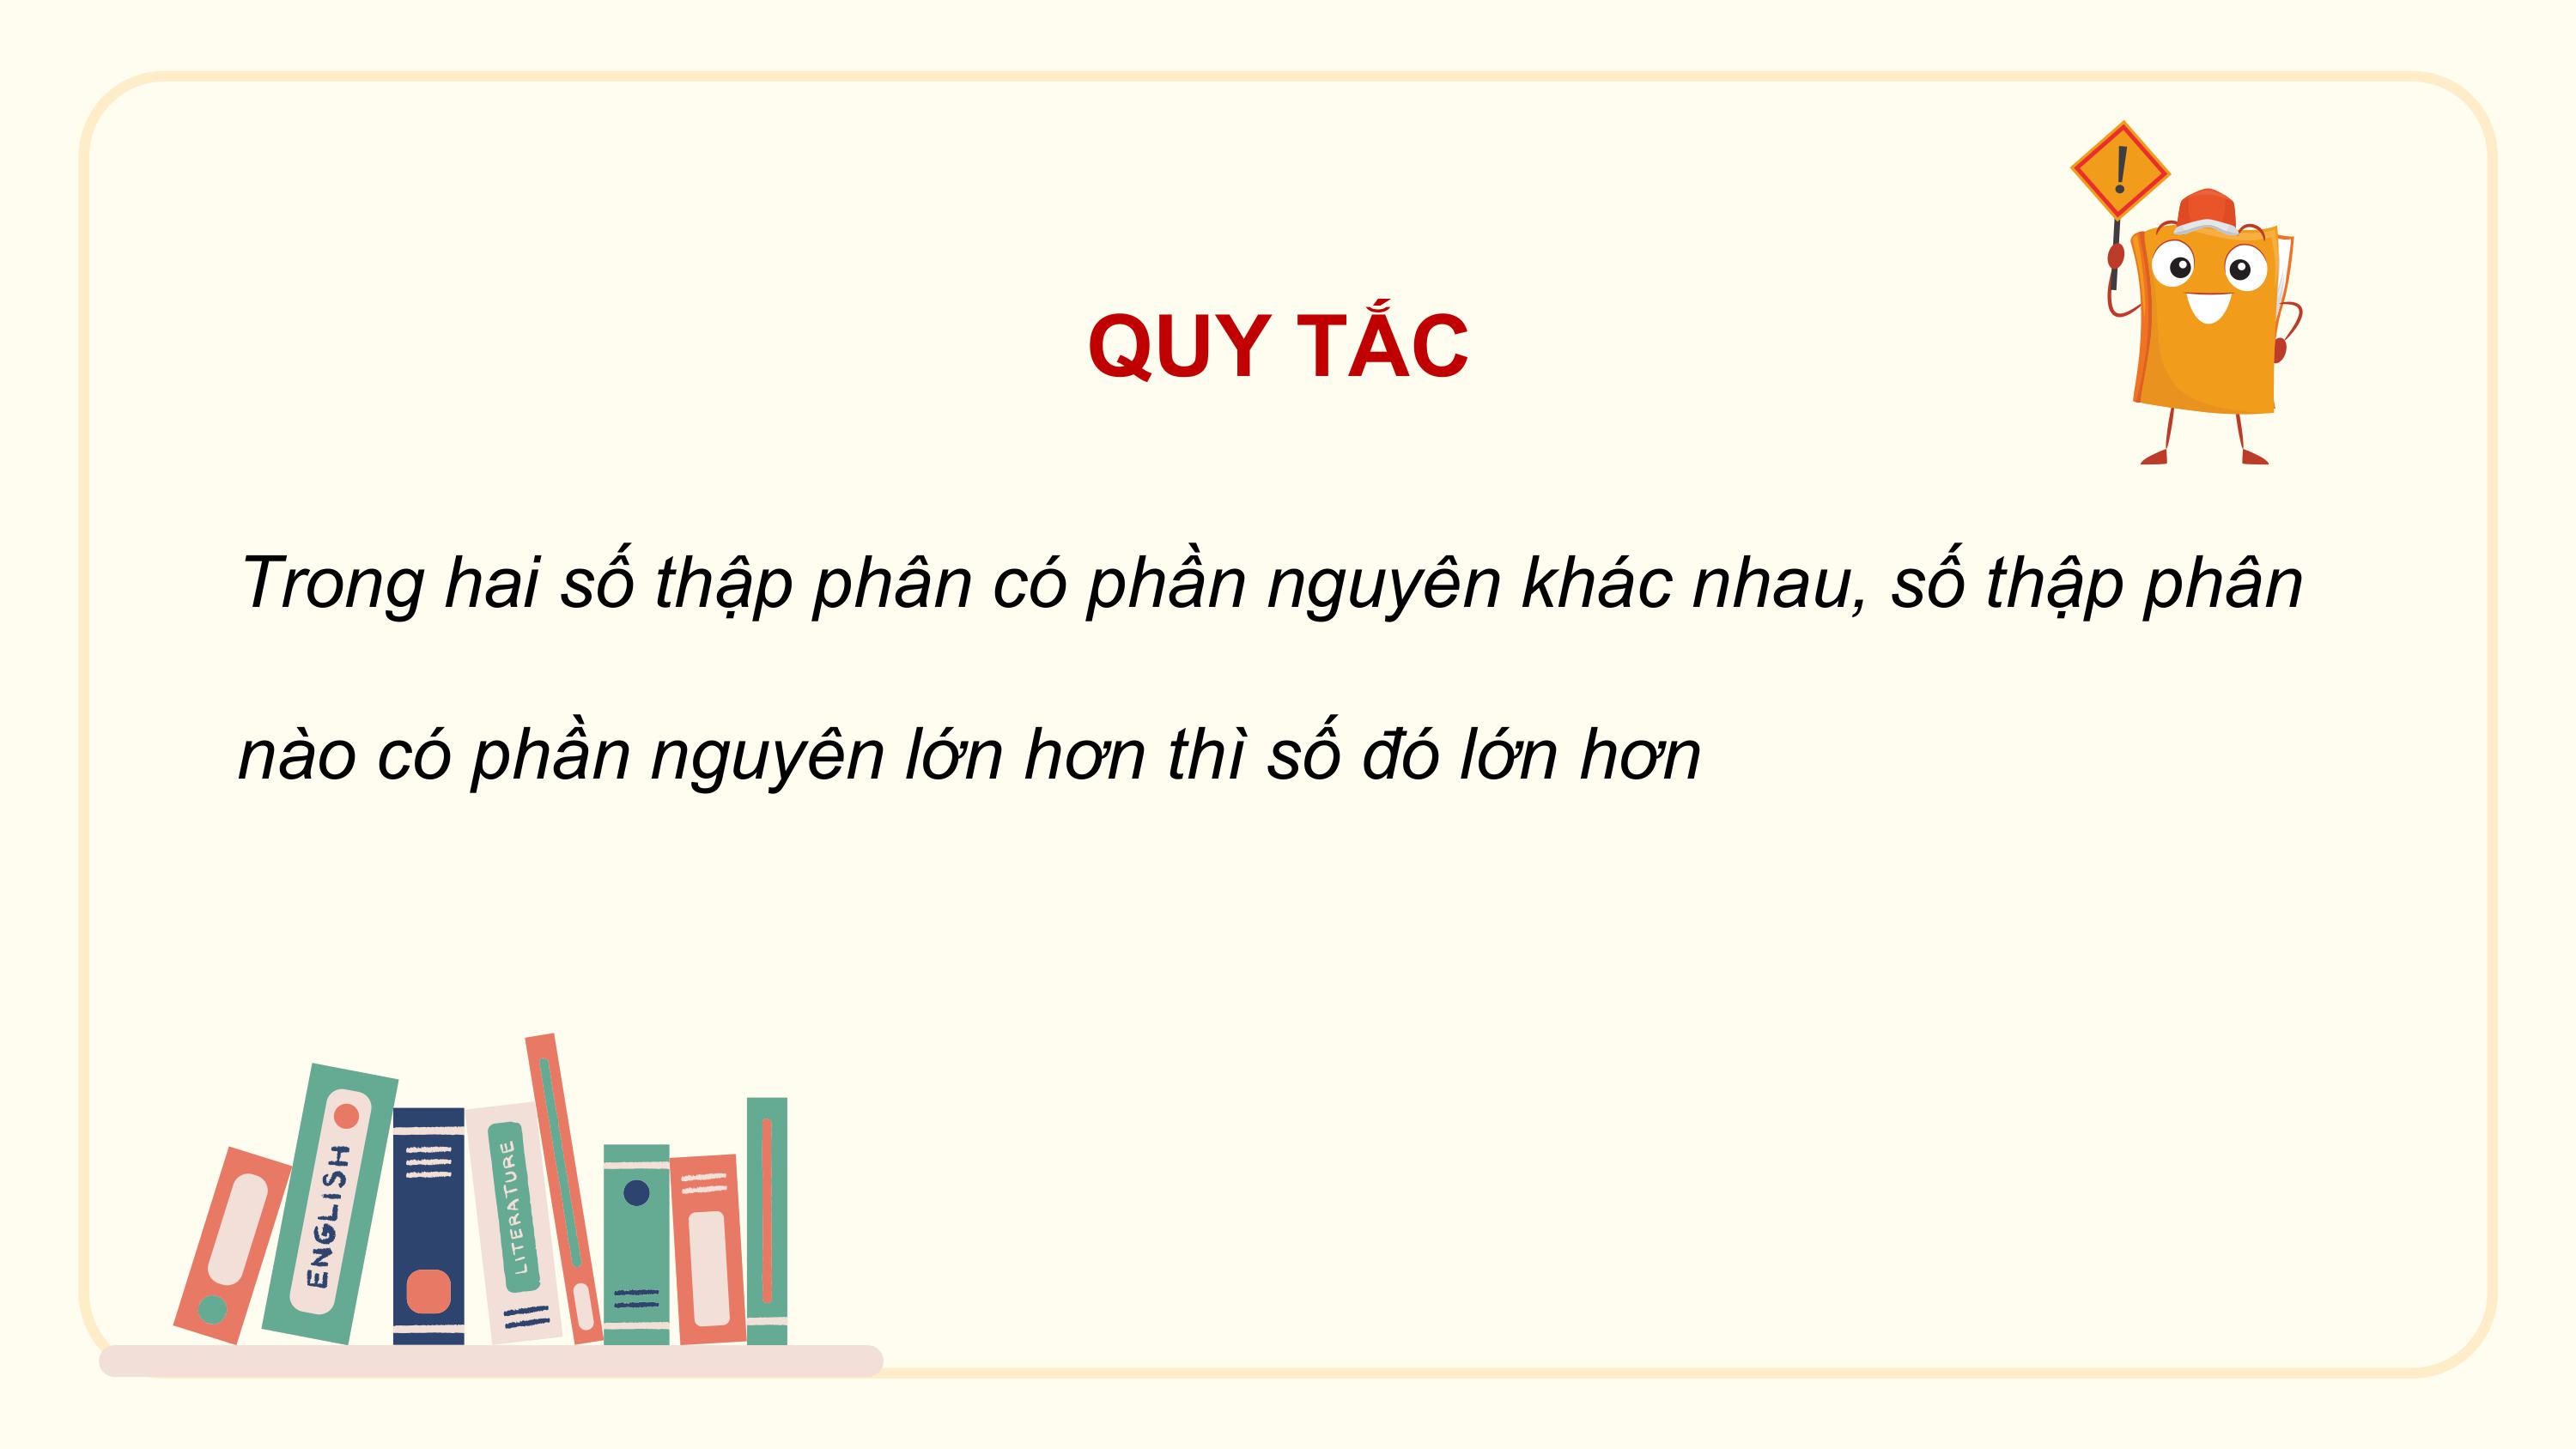 !
QUY TẮC
Trong hai số thập phân có phần nguyên khác nhau, số thập phân
nào có phần nguyên lớn hơn thì số đó lớn hơn
ENGLISH
LITERATURE